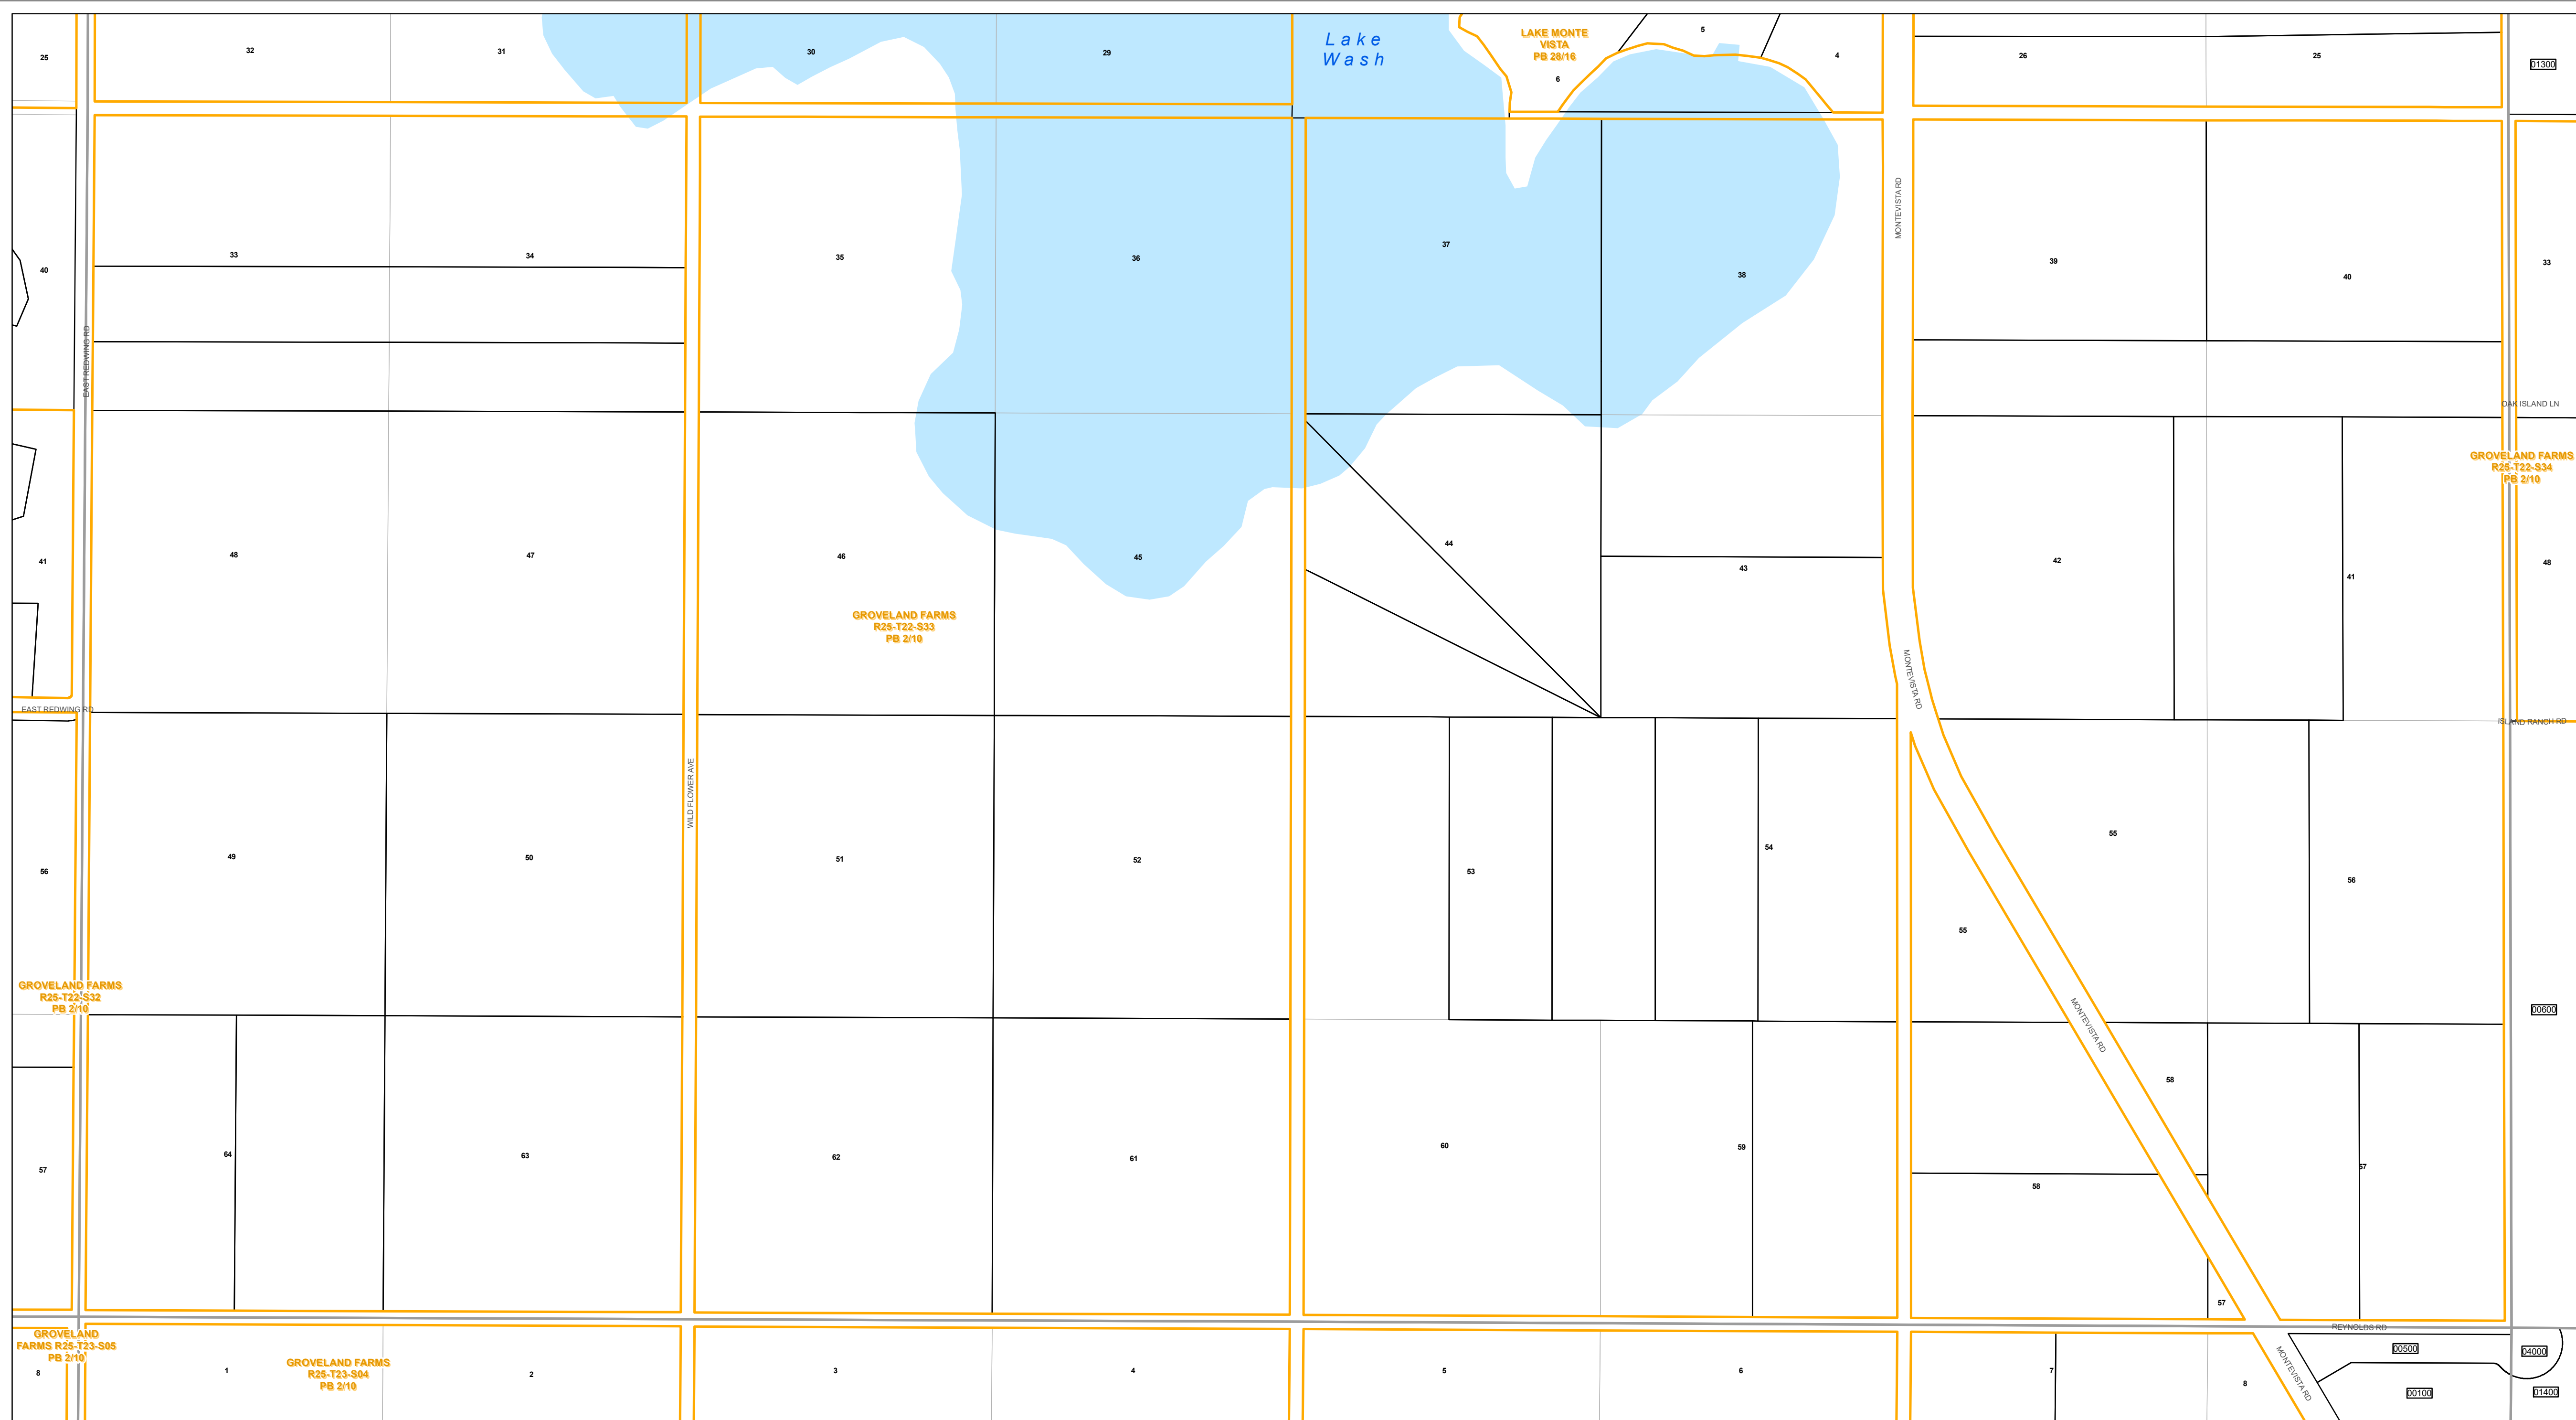 25
32
31
30
29
Lake
Wash
LAKE MONTE
VISTA
PB 28/16
5
6
4
26
25
01300
40
33
34
35
36
37
38
39
40
33
MONTEVISTA RD
EAST REDWING RD
OAK ISLAND LN
GROVELAND FARMS
R25-T22-S34
PB 2/10
41
48
47
46
45
44
43
42
41
48
GROVELAND FARMS
R25-T22-S33
PB 2/10
MONTEVISTA RD
EAST REDWING RD
ISLAND RANCH RD
WILD FLOWER AVE
56
49
50
51
52
53
54
55
55
56
GROVELAND FARMS
R25-T22-S32
PB 2/10
MONTEVISTA RD
00600
57
64
63
62
61
60
59
58
58
57
57
REYNOLDS RD
GROVELAND
FARMS R25-T23-S05
PB 2/10
8
1
GROVELAND FARMS
R25-T23-S04
PB 2/10
2
3
4
5
6
7
8
MONTEVISTA RD
00500
04000
00100
01400